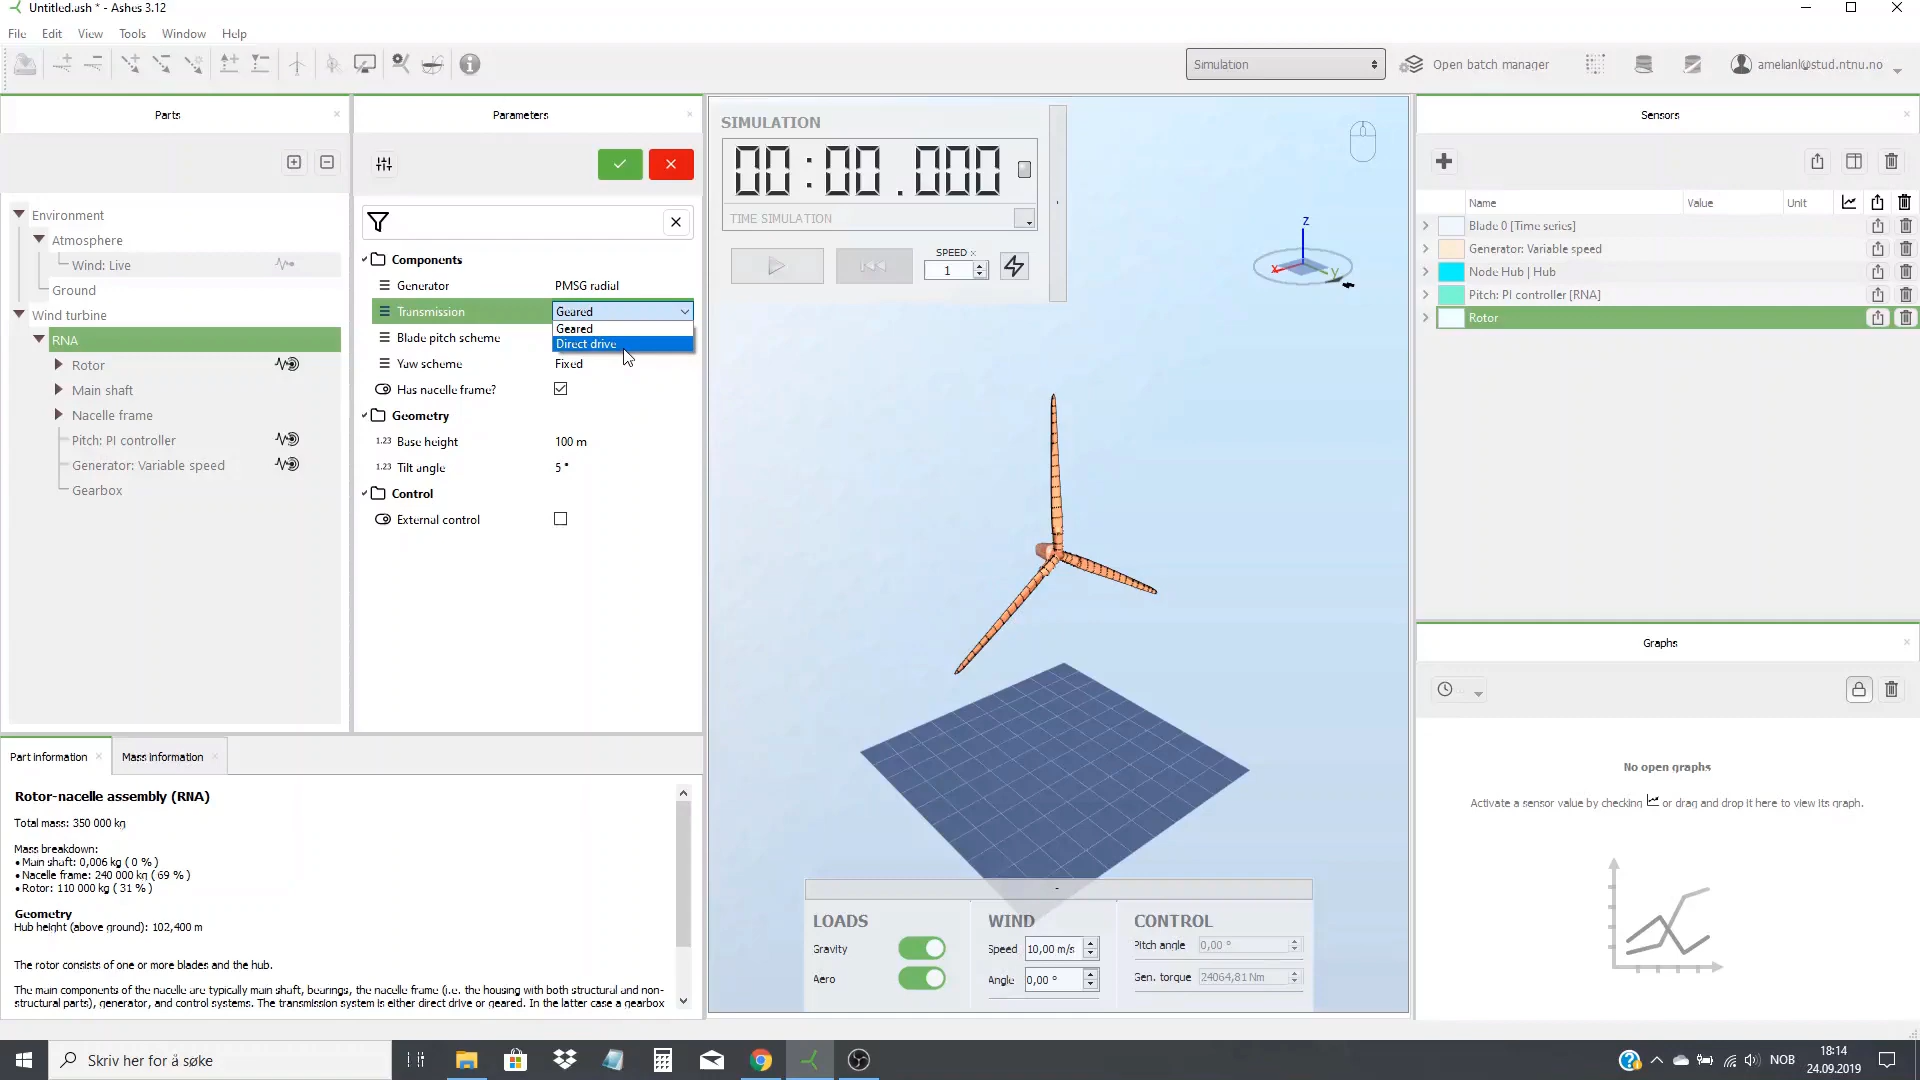 Untitled.ash * - Ashes 3.12
File Edit View Tools Window Help
Simulation
Open batch manager
amelianl@stud.ntnu.no
Parts
Environment
Atmosphere
Wind: Live
Ground
Wind turbine
RNA
Rotor
Main shaft
Nacelle frame
Pitch: PI controller
Generator: Variable speed
Gearbox
Parameters
Components
Generator PMSG radial
Transmission Geared
Geared
Direct drive
Blade pitch scheme
Yaw scheme Fixed
Has nacelle frame?
Geometry
1.23 Base height 100 m
1.23 Tilt angle 5 °
Control
External control
SIMULATION
00:00.000
TIME SIMULATION
SPEED ×
1
Z
X
Y
Sensors
Name Value Unit
Blade 0 [Time series]
Generator: Variable speed
Node Hub | Hub
Pitch: PI controller [RNA]
Rotor
Graphs
No open graphs
Activate a sensor value by checking or drag and drop it here to view its graph.
Part information Mass information
Rotor-nacelle assembly (RNA)
Total mass: 350 000 kg
Mass breakdown:
• Main shaft: 0,006 kg ( 0 % )
• Nacelle frame: 240 000 kg ( 69 % )
• Rotor: 110 000 kg ( 31 % )
Geometry
Hub height (above ground): 102,400 m
The rotor consists of one or more blades and the hub.
The main components of the nacelle are typically main shaft, bearings, the nacelle frame (i.e. the housing with both structural and non-
structural parts), generator, and control systems. The transmission system is either direct drive or geared. In the latter case a gearbox
LOADS
Gravity
Aero
WIND
Speed 10,00 m/s
Angle 0,00 °
CONTROL
Pitch angle 0,00 °
Gen. torque 24064,81 Nm
Skriv her for å søke
NOB
18:14
24.09.2019